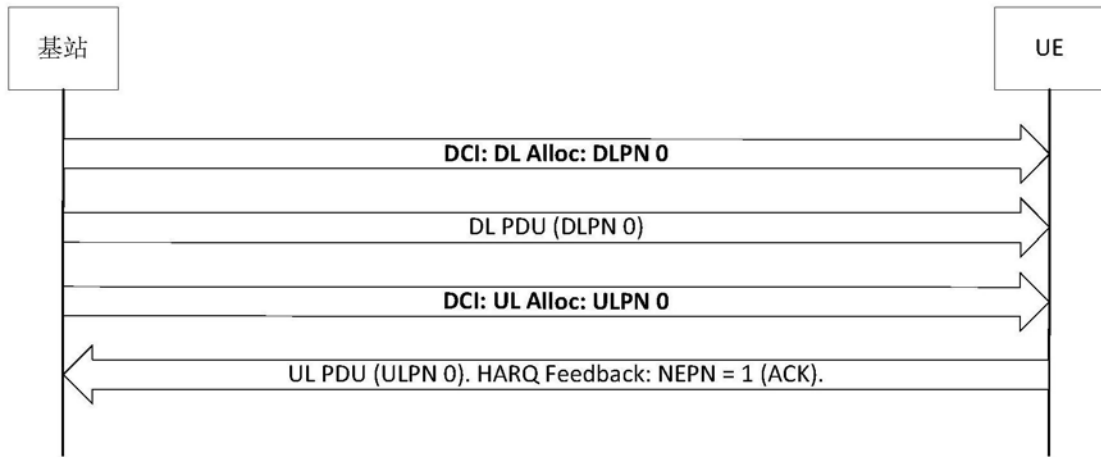 基站
UE
DCI: DL Alloc: DLPN 0
DL PDU (DLPN 0)
DCI: UL Alloc: ULPN 0
UL PDU (ULPN 0). HARQ Feedback: NEPN = 1 (ACK).